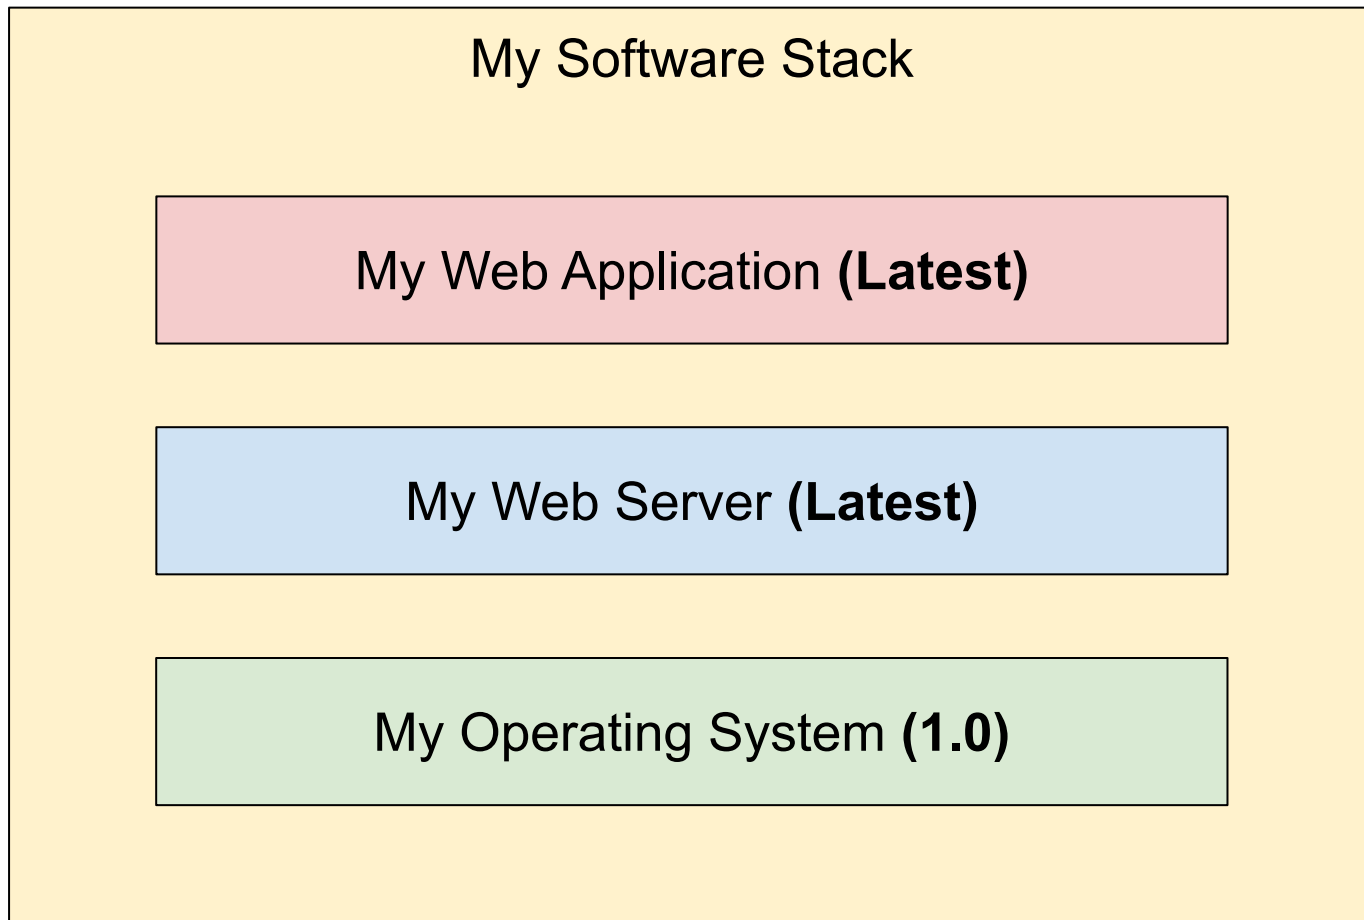 My Software Stack
My Web Application (Latest)
My Web Server (Latest)
My Operating System (1.0)